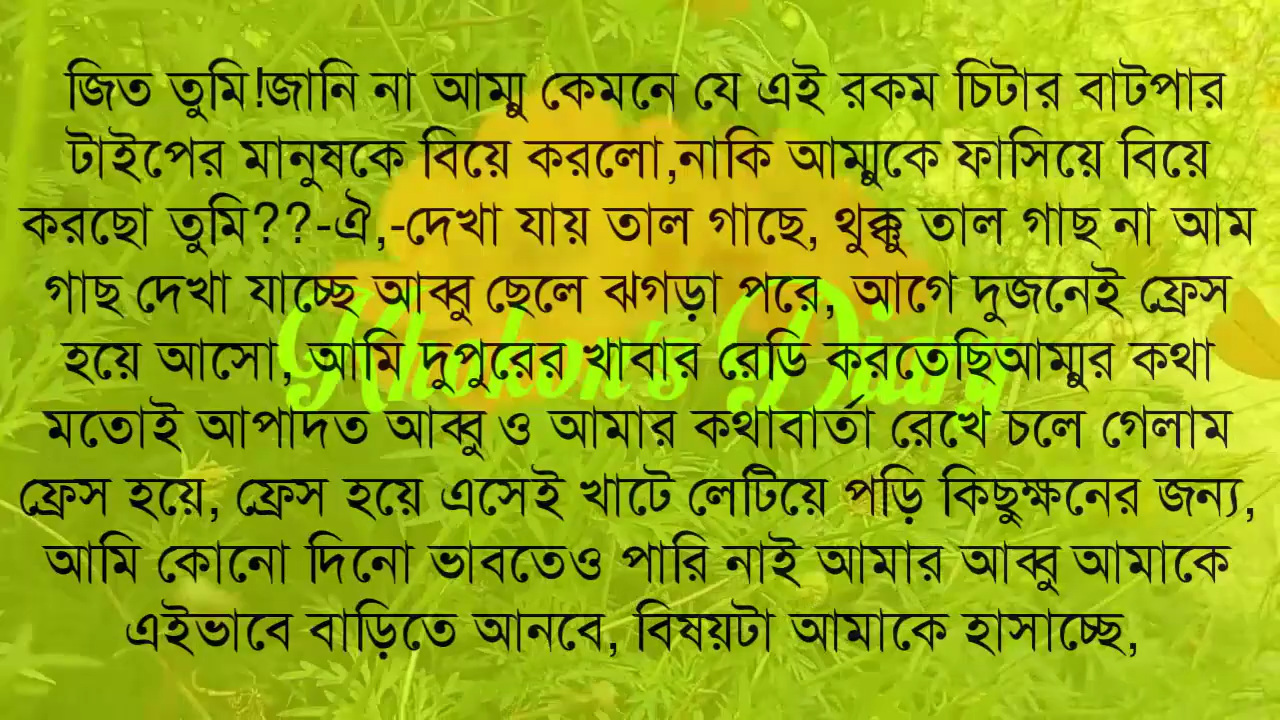 জিত তুমি!জানি না আম্মু কেমনে যে এই রকম চিটার বাটপার
টাইপের মানুষকে বিয়ে করলো,নাকি আম্মুকে ফাসিয়ে বিয়ে
করছো তুমি??-ঐ,-দেখা যায় তাল গাছে, থুক্কু তাল গাছ না আম
গাছ দেখা যাচ্ছে আব্বু ছেলে ঝগড়া পরে, আগে দুজনেই ফ্রেস
হয়ে আসো, আমি দুপুরের খাবার রেডি করতেছিআম্মুর কথা
মতোই আপাদত আব্বু ও আমার কথাবার্তা রেখে চলে গেলাম
ফ্রেস হয়ে, ফ্রেস হয়ে এসেই খাটে লেটিয়ে পড়ি কিছুক্ষনের জন্য,
আমি কোনো দিনো ভাবতেও পারি নাই আমার আব্বু আমাকে
এইভাবে বাড়িতে আনবে, বিষয়টা আমাকে হাসাচ্ছে,
Khokon's Diary